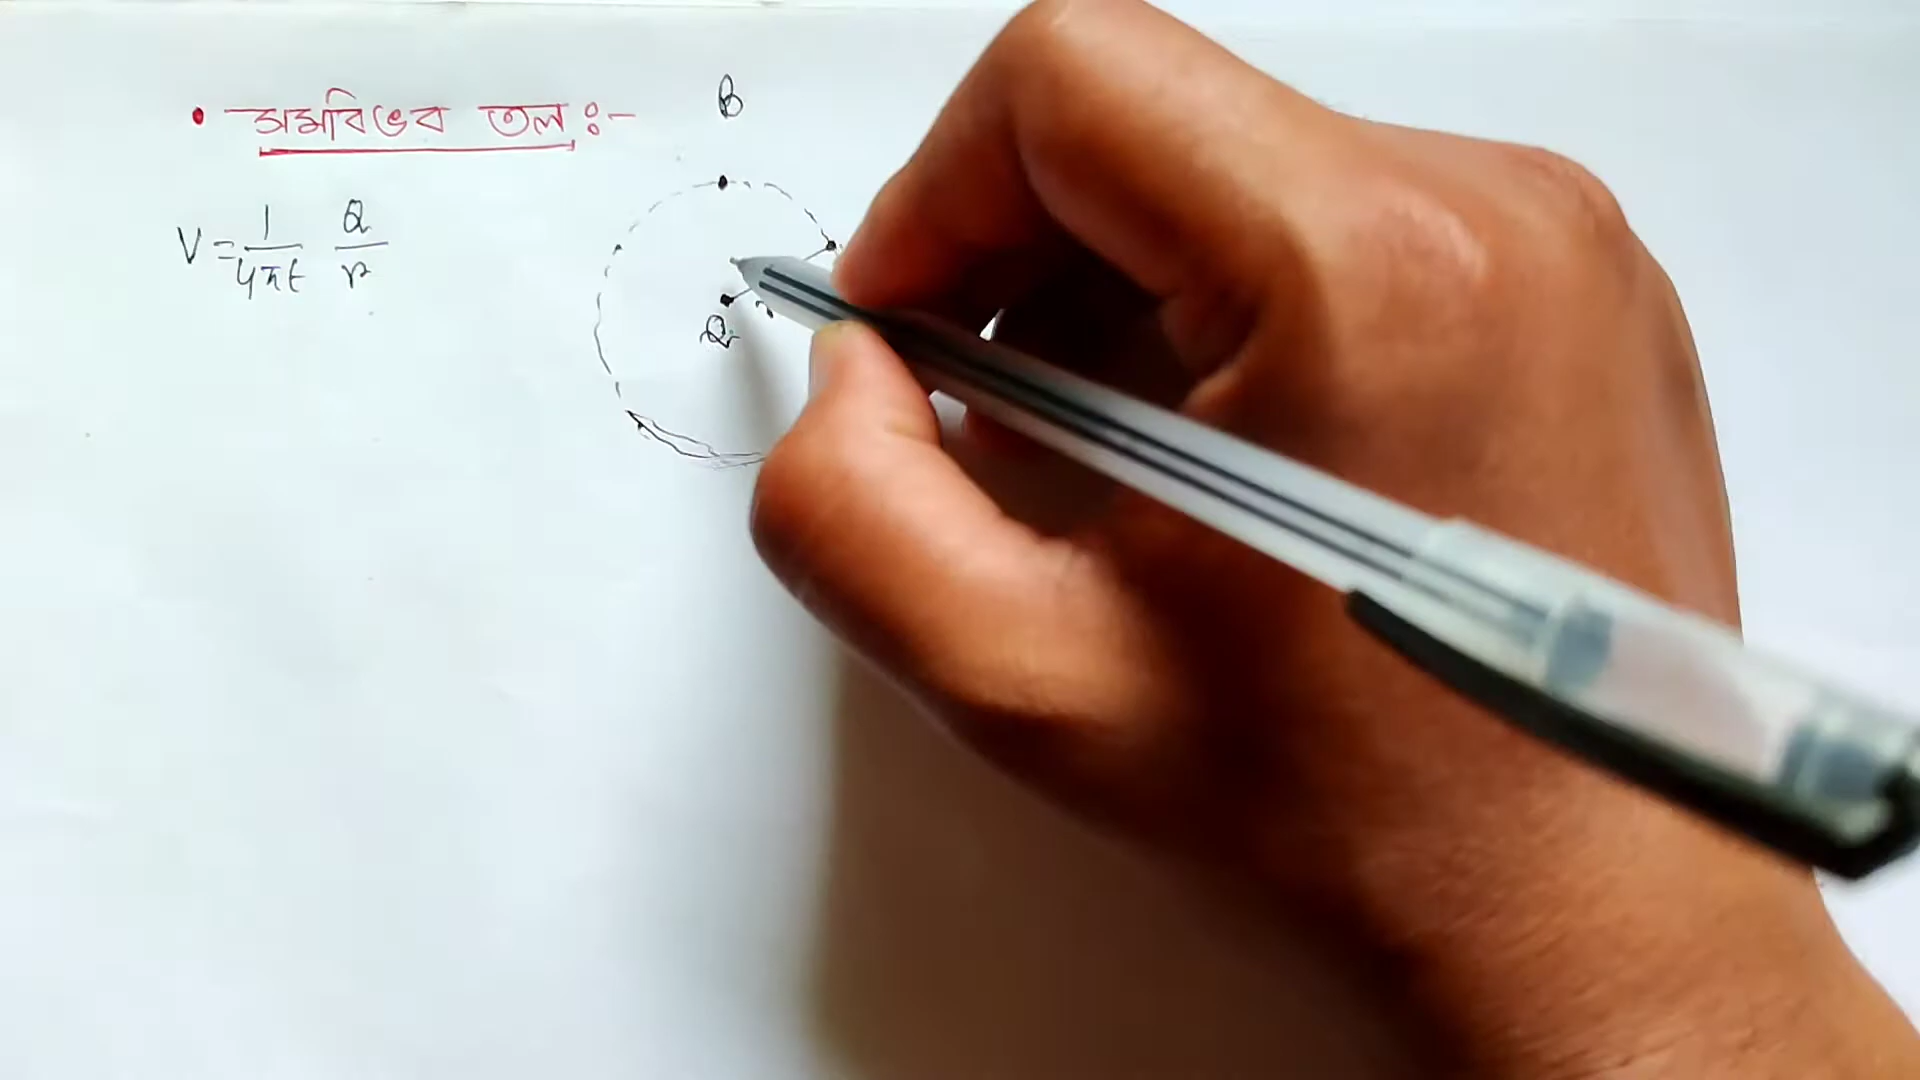 • সমবিভব তল :-
B
V = 1/4πε Q/r
Q
r